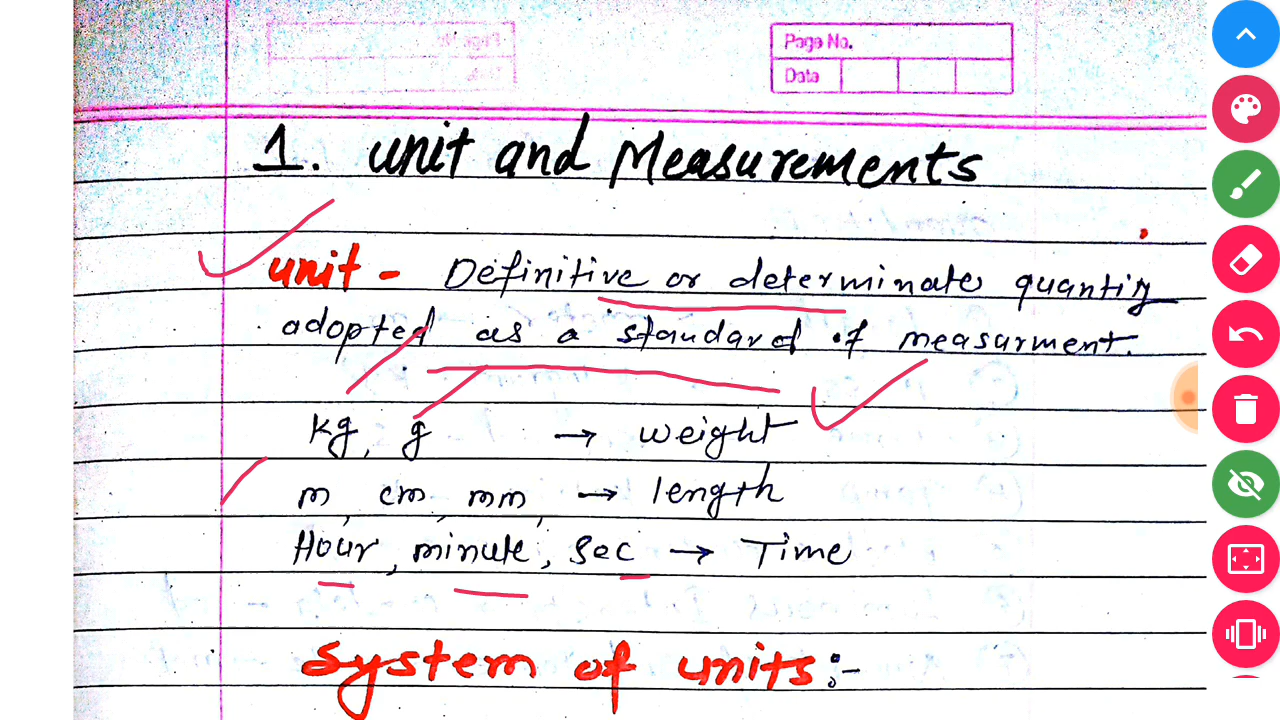 Page No.
Date
1. Unit and Measurements
unit - Definitive or determinate quantity
adopted as a standard of measurment.
kg, g → weight
m, cm, mm, → length
Hour, minute, sec → Time
System of units:-